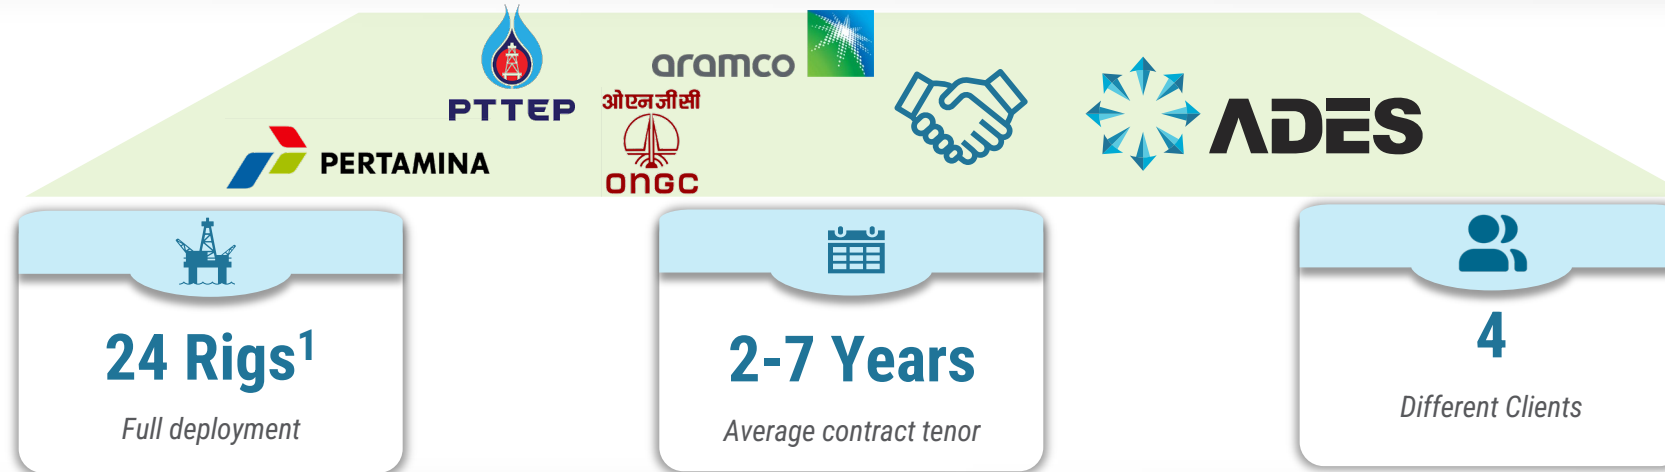 PTTEP
aramco
ओएनजीसी
ONGC
PERTAMINA
ADES
24 Rigs¹
Full deployment
2-7 Years
Average contract tenor
4
Different Clients